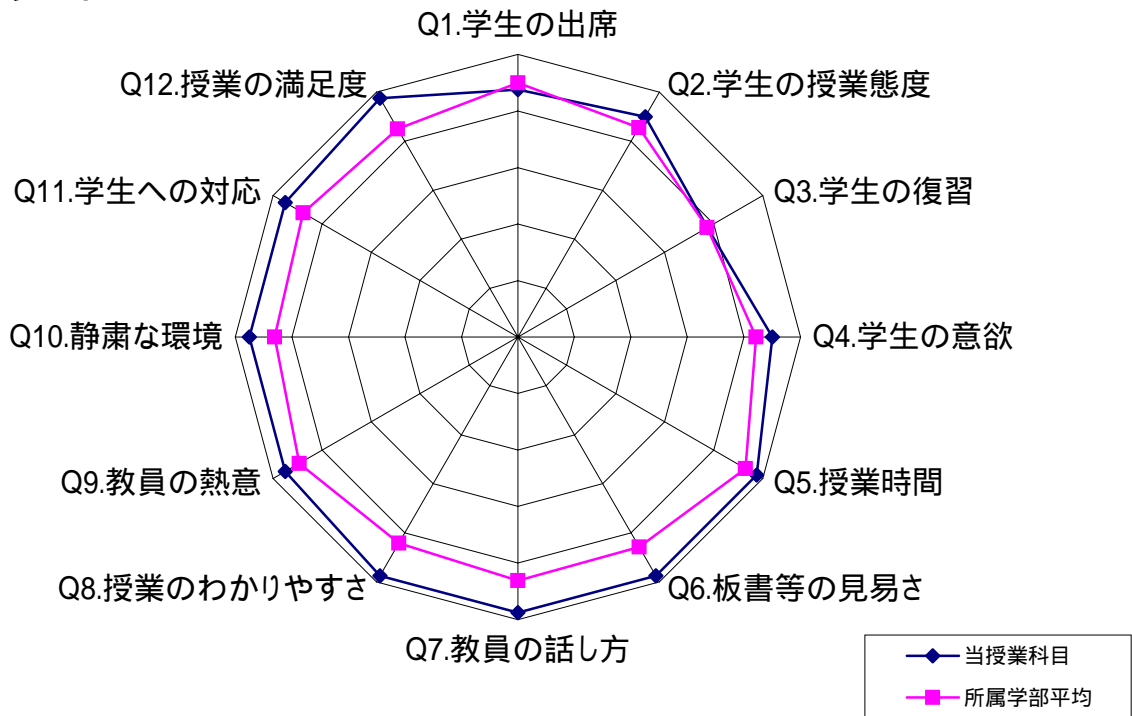 Q1.学生の出席
Q2.学生の授業態度
Q3.学生の復習
Q4.学生の意欲
Q5.授業時間
Q6.板書等の見易さ
Q7.教員の話し方
Q8.授業のわかりやすさ
Q9.教員の熱意
Q10.静粛な環境
Q11.学生への対応
Q12.授業の満足度
当授業科目
所属学部平均